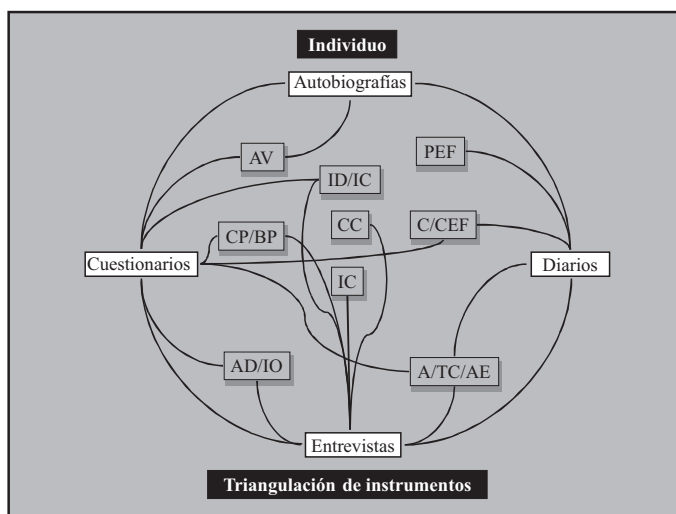 Individuo
Autobiografías
AV
PEF
ID/IC
CP/BP
CC
C/CEF
Cuestionarios
Diarios
IC
AD/IO
A/TC/AE
Entrevistas
Triangulación de instrumentos